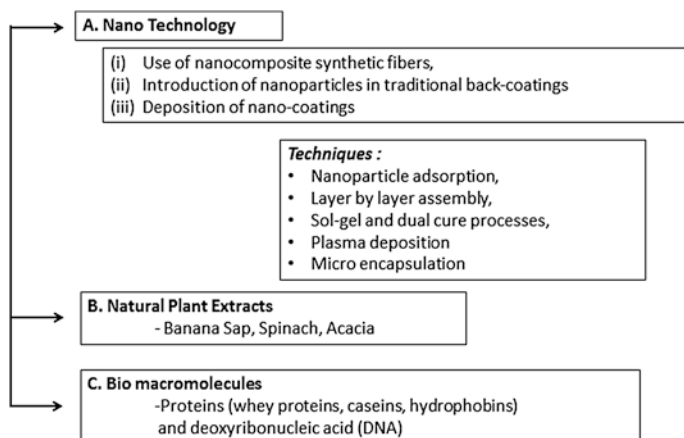 A. Nano Technology
(i) Use of nanocomposite synthetic fibers,
(ii) Introduction of nanoparticles in traditional back-coatings
(iii) Deposition of nano-coatings
Techniques :
• Nanoparticle adsorption,
• Layer by layer assembly,
• Sol-gel and dual cure processes,
• Plasma deposition
• Micro encapsulation
B. Natural Plant Extracts
- Banana Sap, Spinach, Acacia
C. Bio macromolecules
-Proteins (whey proteins, caseins, hydrophobins)
and deoxyribonucleic acid (DNA)